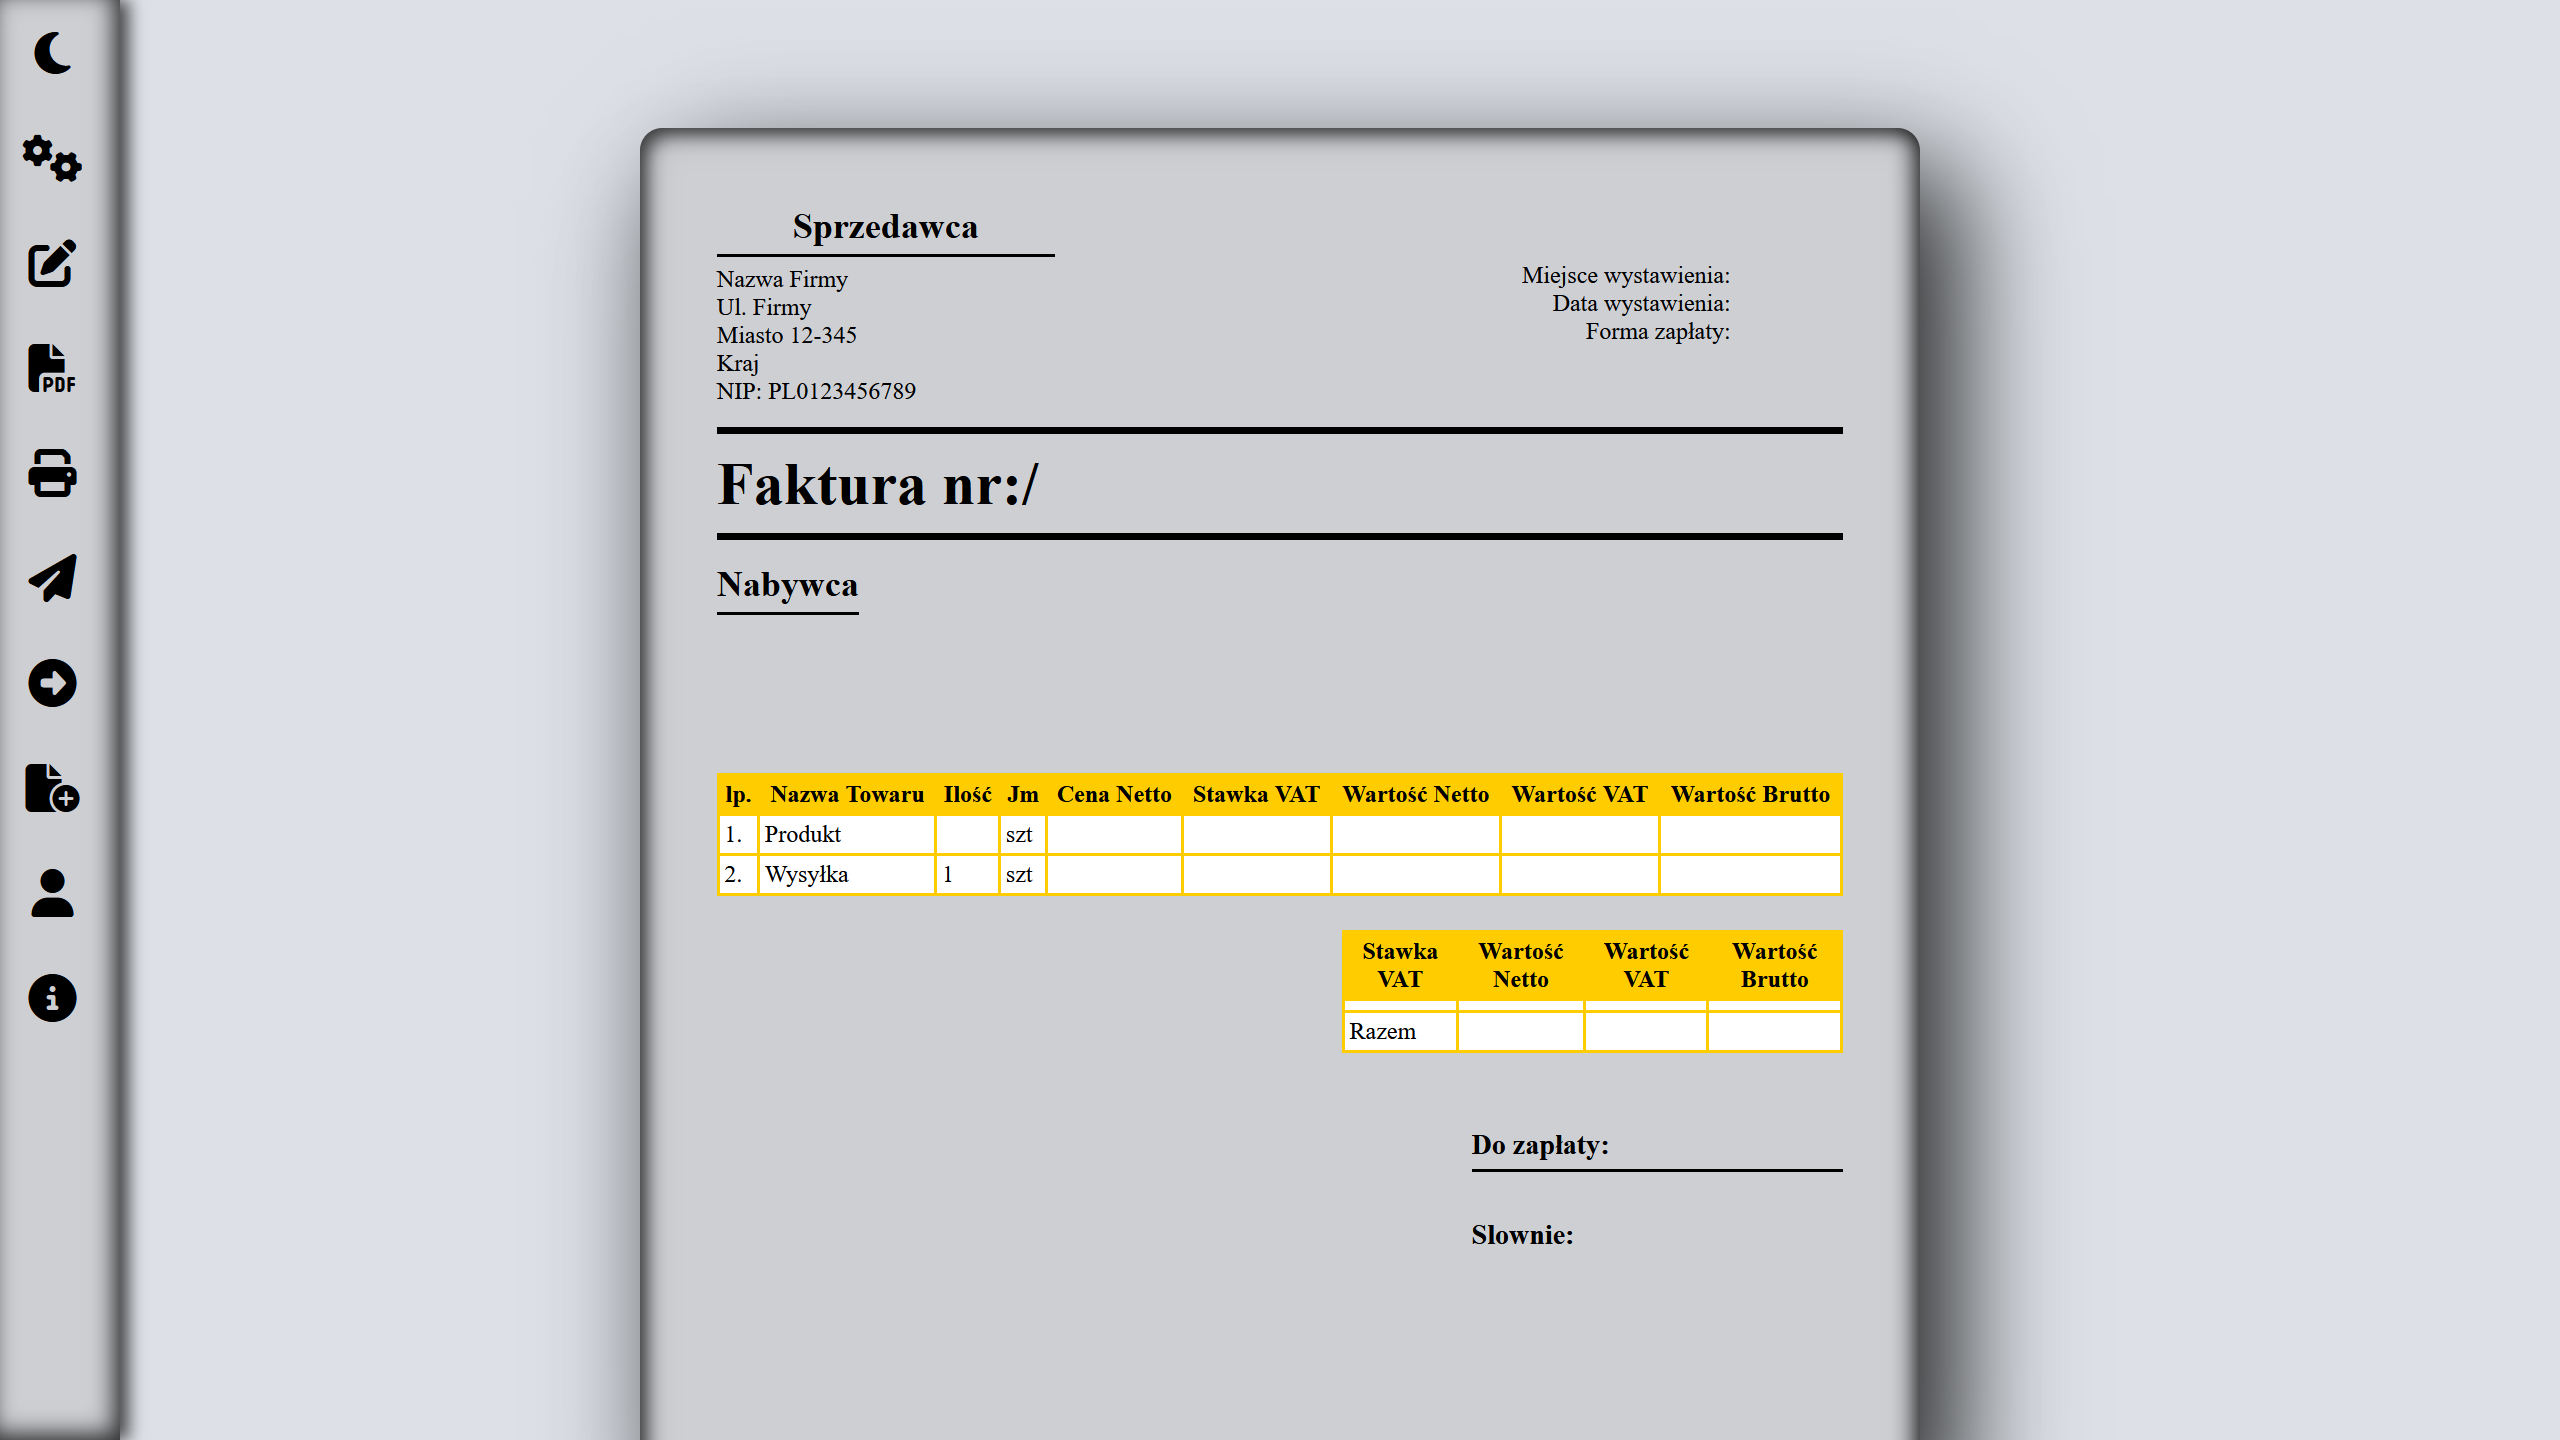 PDF
Sprzedawca
Nazwa Firmy
Ul. Firmy
Miasto 12-345
Kraj
NIP: PL0123456789
Miejsce wystawienia:
Data wystawienia:
Forma zapłaty:
Faktura nr:/
Nabywca
lp. Nazwa Towaru Ilość Jm Cena Netto Stawka VAT Wartość Netto Wartość VAT Wartość Brutto
1. Produkt szt
2. Wysyłka 1 szt
Stawka VAT Wartość Netto Wartość VAT Wartość Brutto
Razem
Do zapłaty:
Slownie: